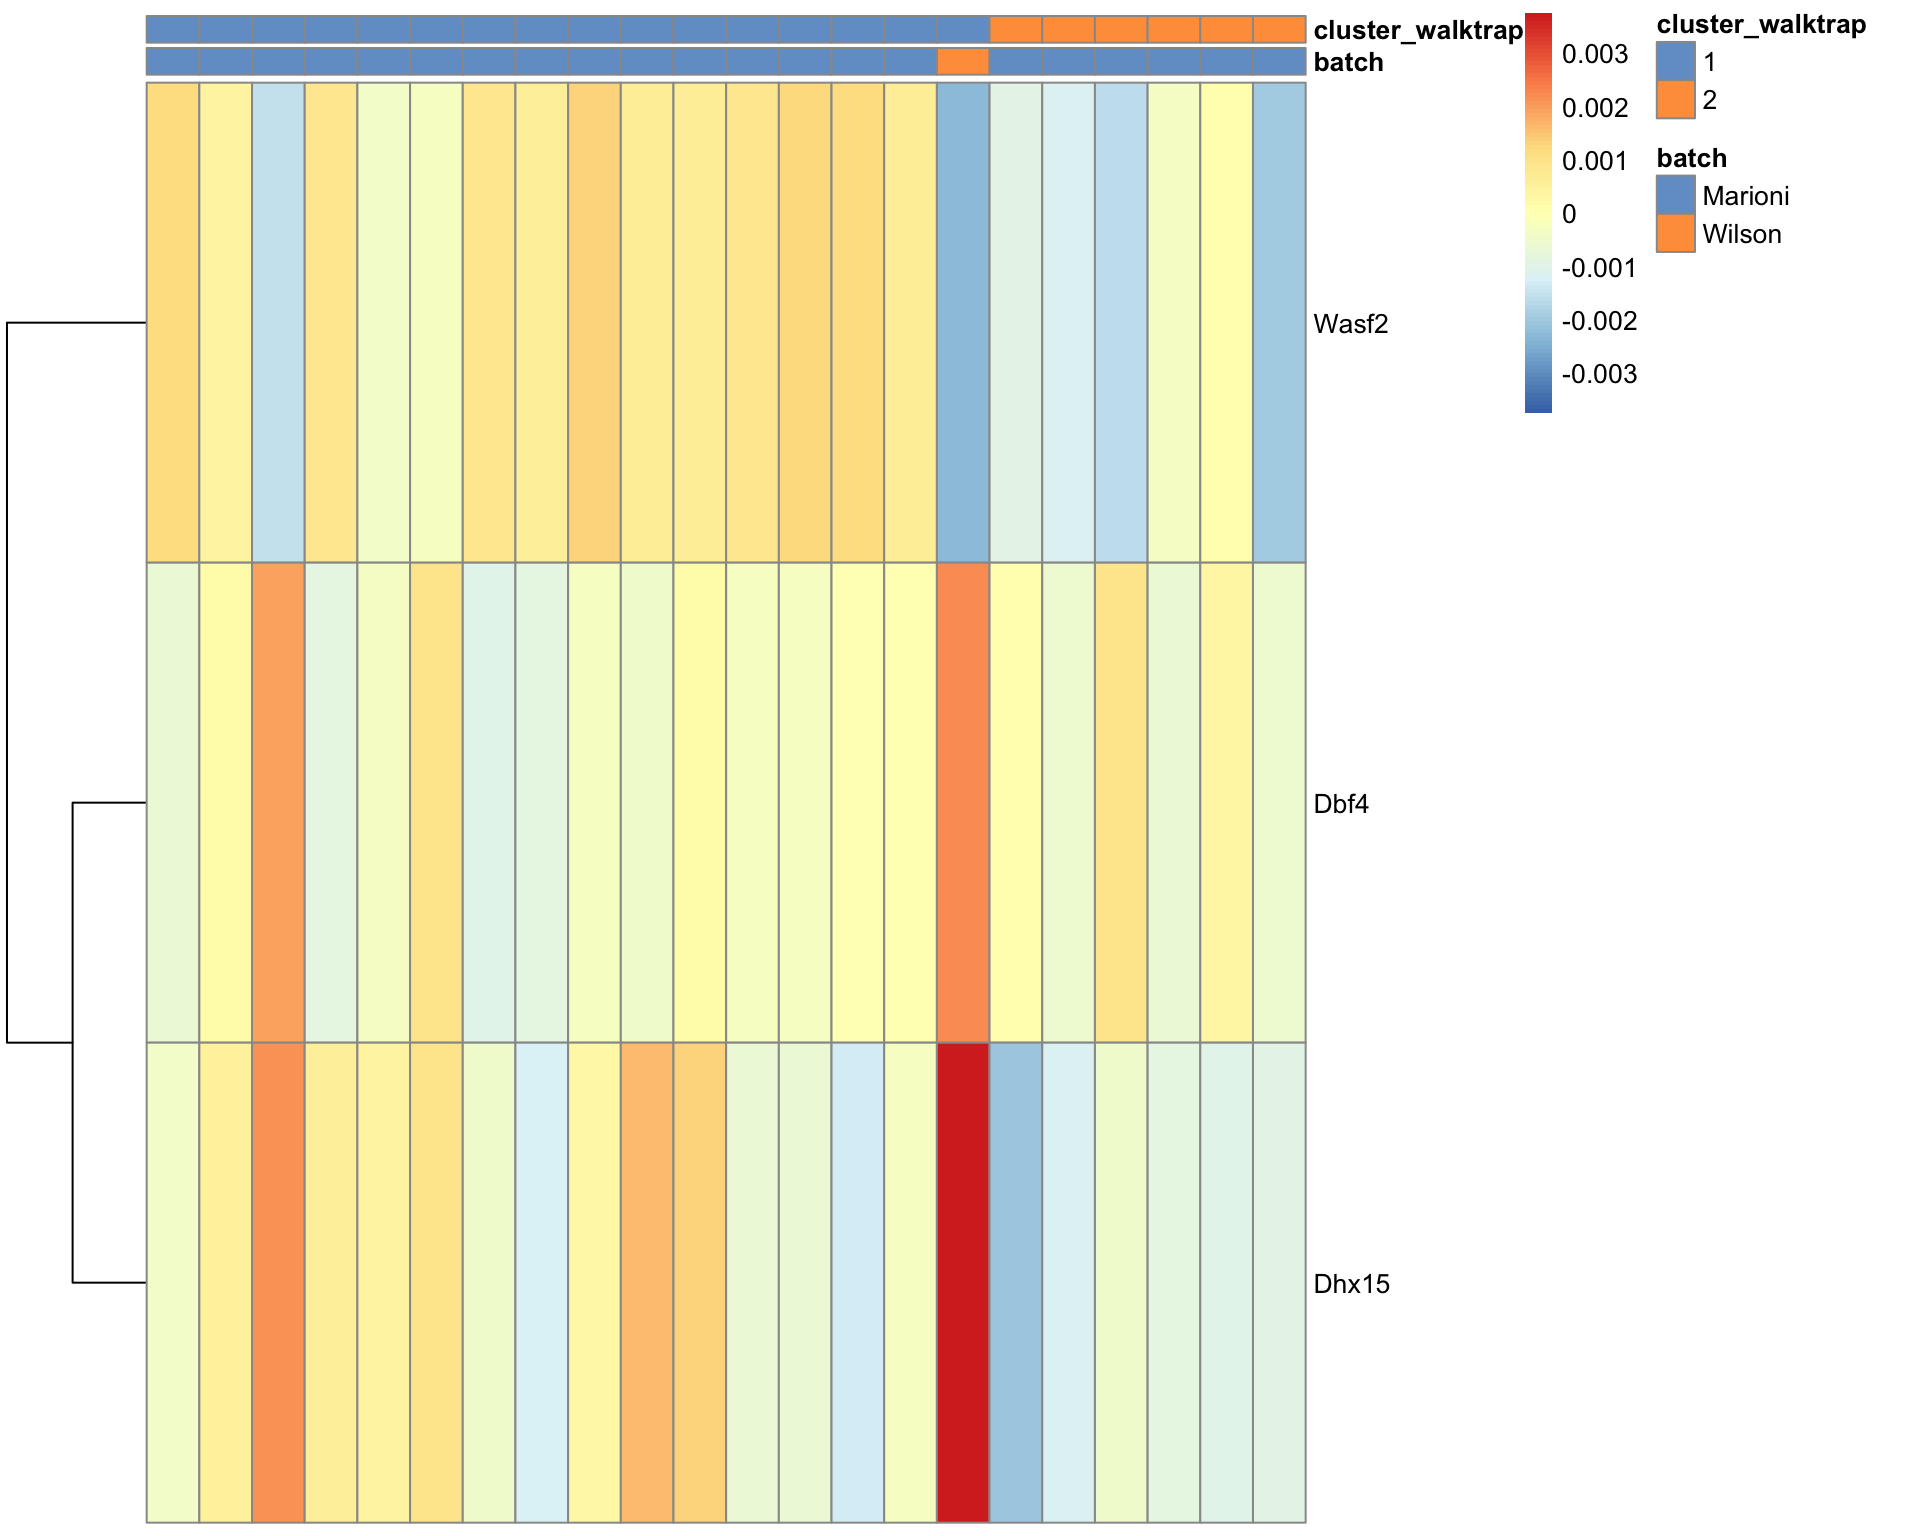 cluster_walktrap
batch
Wasf2
Dbf4
Dhx15
0.003
0.002
0.001
0
-0.001
-0.002
-0.003
cluster_walktrap
1
2
batch
Marioni
Wilson